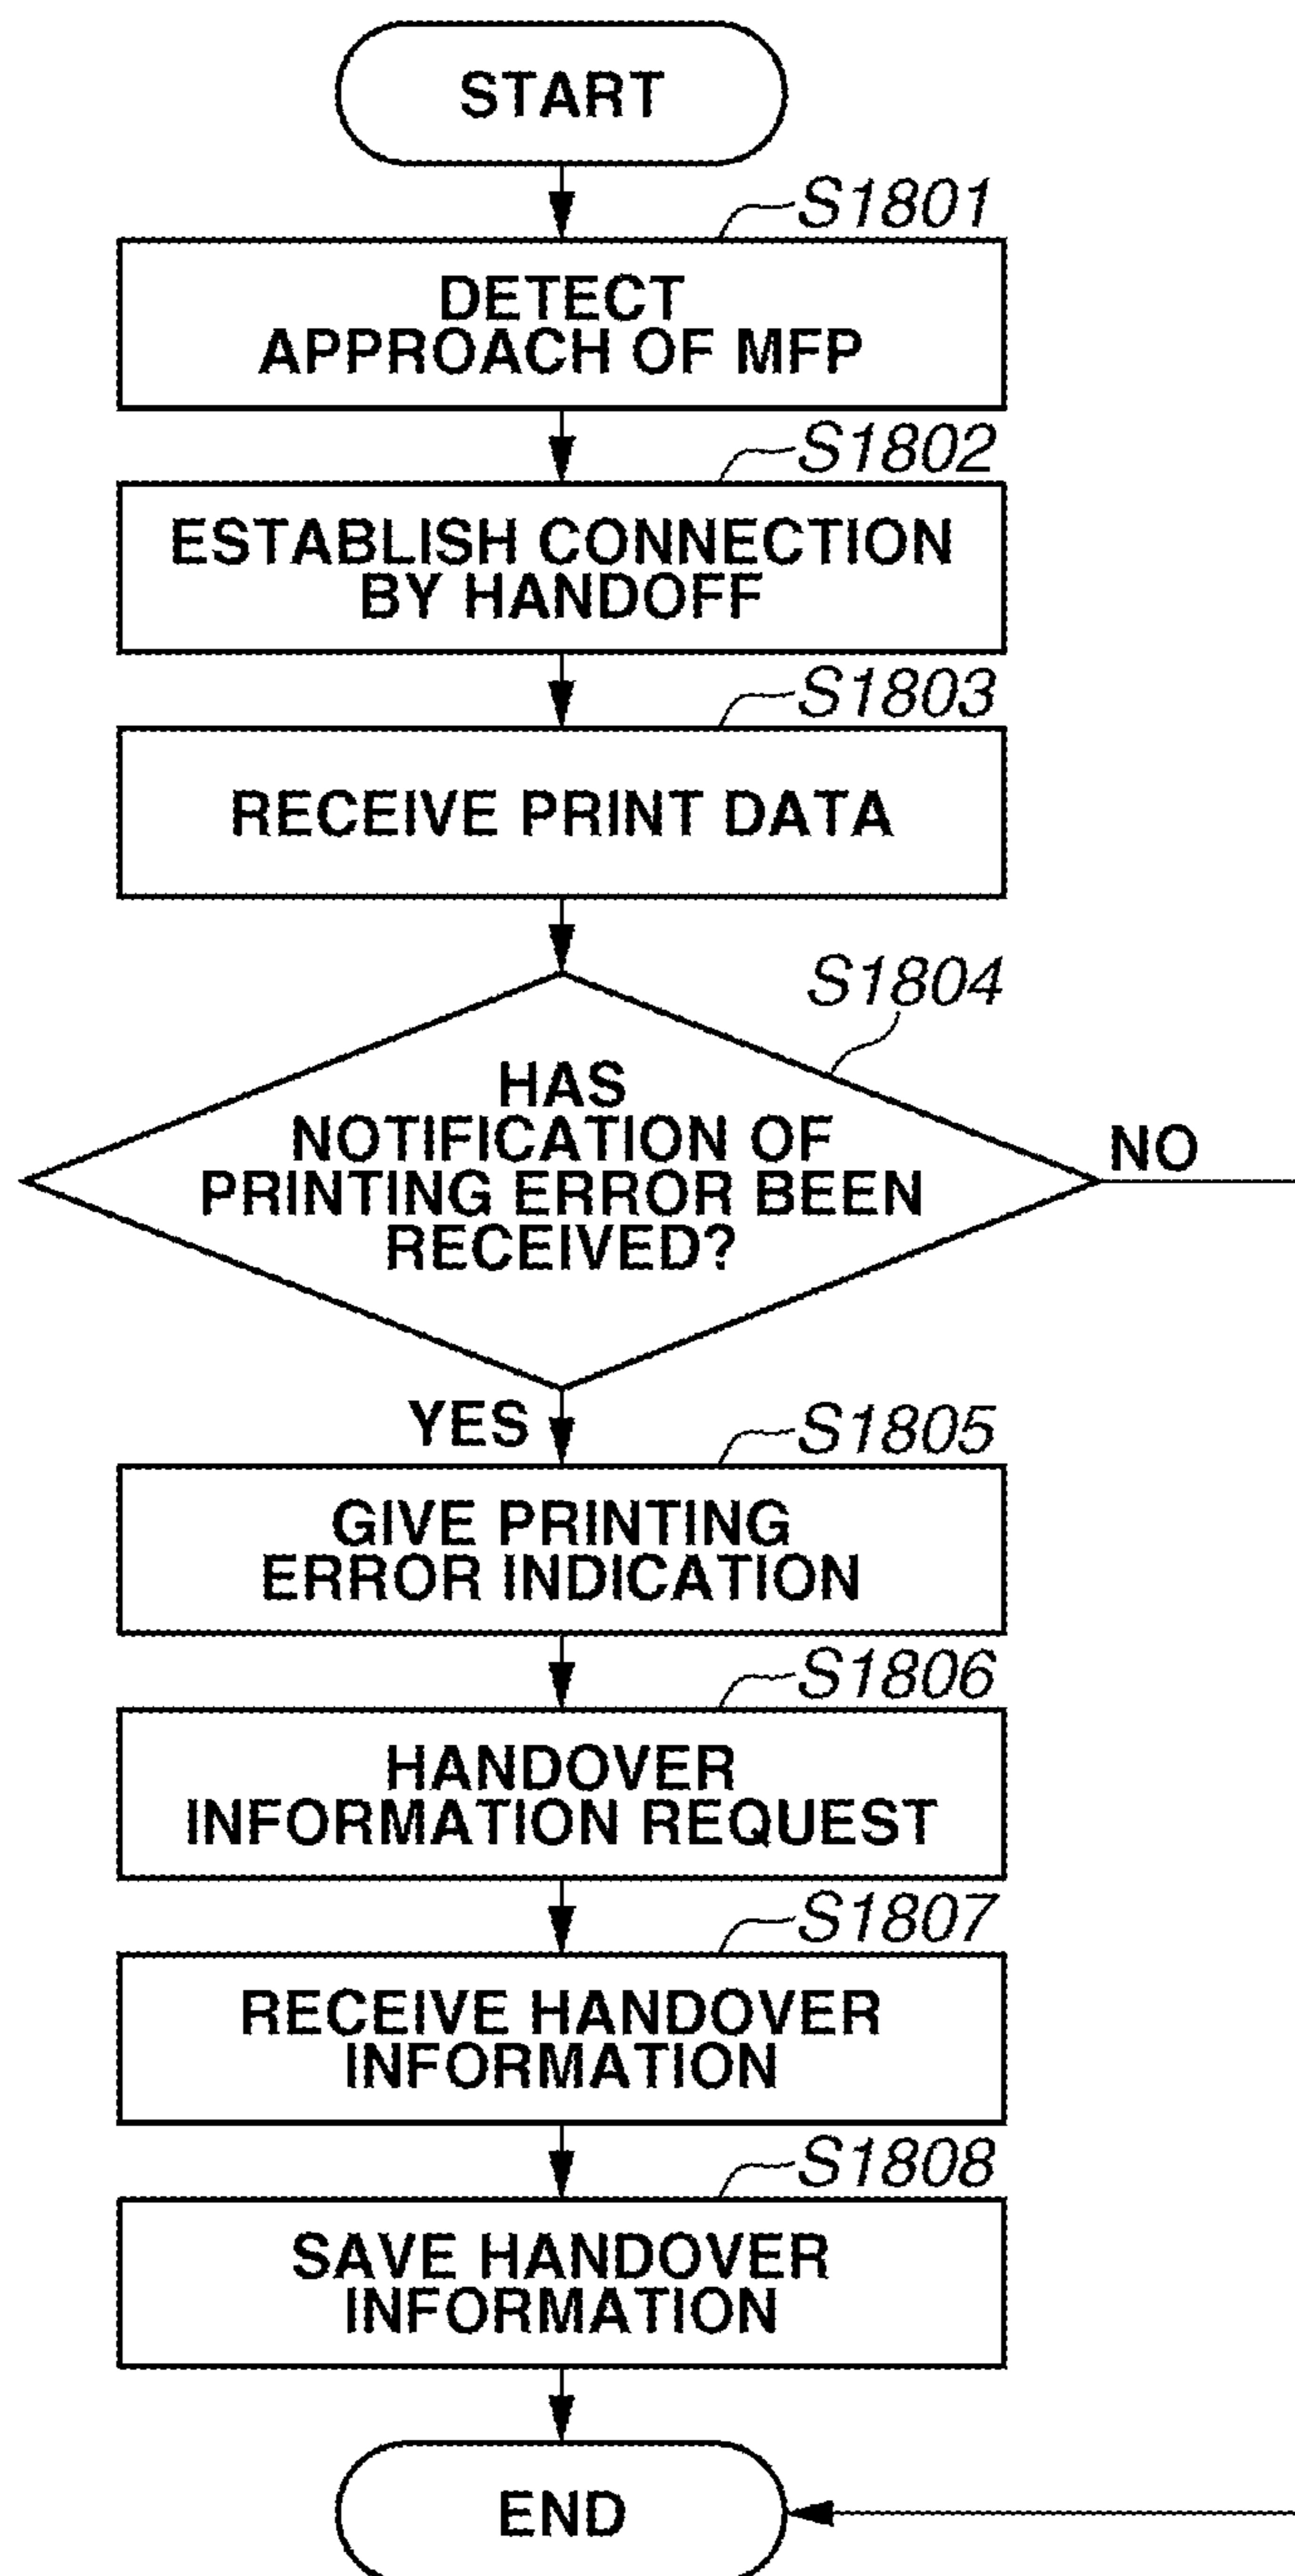 START
S1801
DETECT
APPROACH OF MFP
S1802
ESTABLISH CONNECTION
BY HANDOFF
S1803
RECEIVE PRINT DATA
S1804
HAS
NOTIFICATION OF
PRINTING ERROR BEEN
RECEIVED?
NO
YES
S1805
GIVE PRINTING
ERROR INDICATION
S1806
HANDOVER
INFORMATION REQUEST
S1807
RECEIVE HANDOVER
INFORMATION
S1808
SAVE HANDOVER
INFORMATION
END